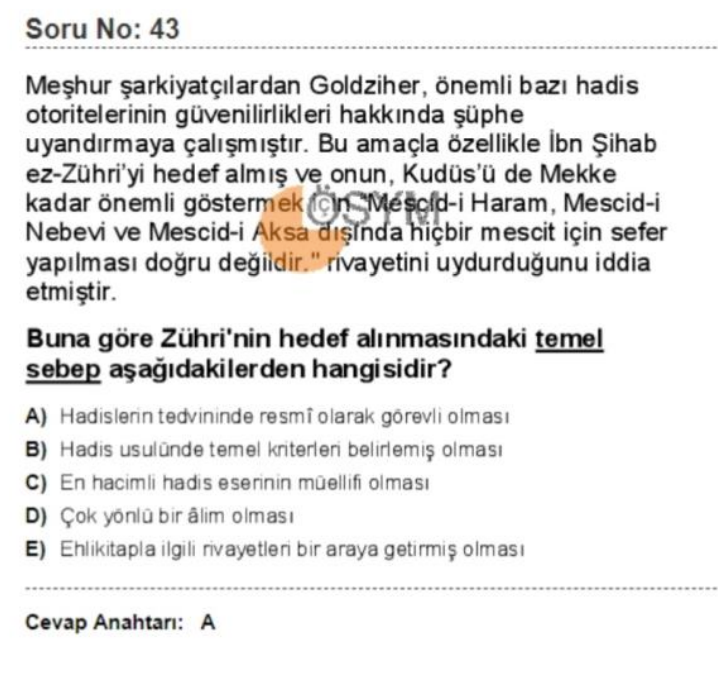 Soru No: 43
Meşhur şarkiyatçılardan Goldziher, önemli bazı hadis
otoritelerinin güvenilirlikleri hakkında şüphe
uyandırmaya çalışmıştır. Bu amaçla özellikle İbn Şihab
ez-Zührî'yi hedef almış ve onun, Kudüs'ü de Mekke
kadar önemli göstermek için "Mescid-i Haram, Mescid-i
Nebevi ve Mescid-i Aksa dışında hiçbir mescit için sefer
yapılması doğru değildir." rivayetini uydurduğunu iddia
etmiştir.
ÖSYM
Buna göre Zührî'nin hedef alınmasındaki temel
sebep aşağıdakilerden hangisidir?
A) Hadislerin tedvininde resmî olarak görevli olması
B) Hadis usulünde temel kriterleri belirlemiş olması
C) En hacimli hadis eserinin müellifi olması
D) Çok yönlü bir âlim olması
E) Ehlikitapla ilgili rivayetleri bir araya getirmiş olması
Cevap Anahtarı: A